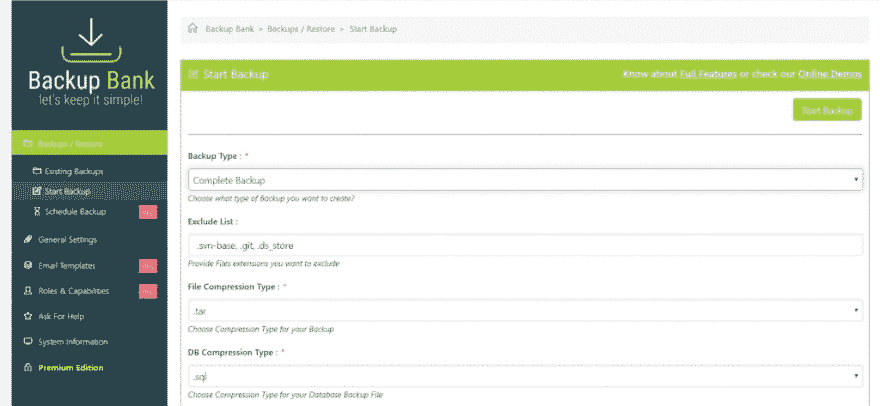 Backup Bank
let's keep it simple!
Backups / Restore
Existing Backups
Start Backup
Schedule Backup
General Settings
Email Templates
Roles & Capabilities
Ask For Help
System Information
Premium Edition
Backup Bank > Backups / Restore > Start Backup
Start Backup
Know about Full Features or check our Online Demos
Start Backup
Backup Type : *
Complete Backup
Choose what type of Backup you want to create?
Exclude List :
.svn-base, .git, .ds_store
Provide Files extensions you want to exclude
File Compression Type : *
.tar
Choose Compression Type for your Backup
DB Compression Type : *
.sql
Choose Compression Type for your Database Backup File